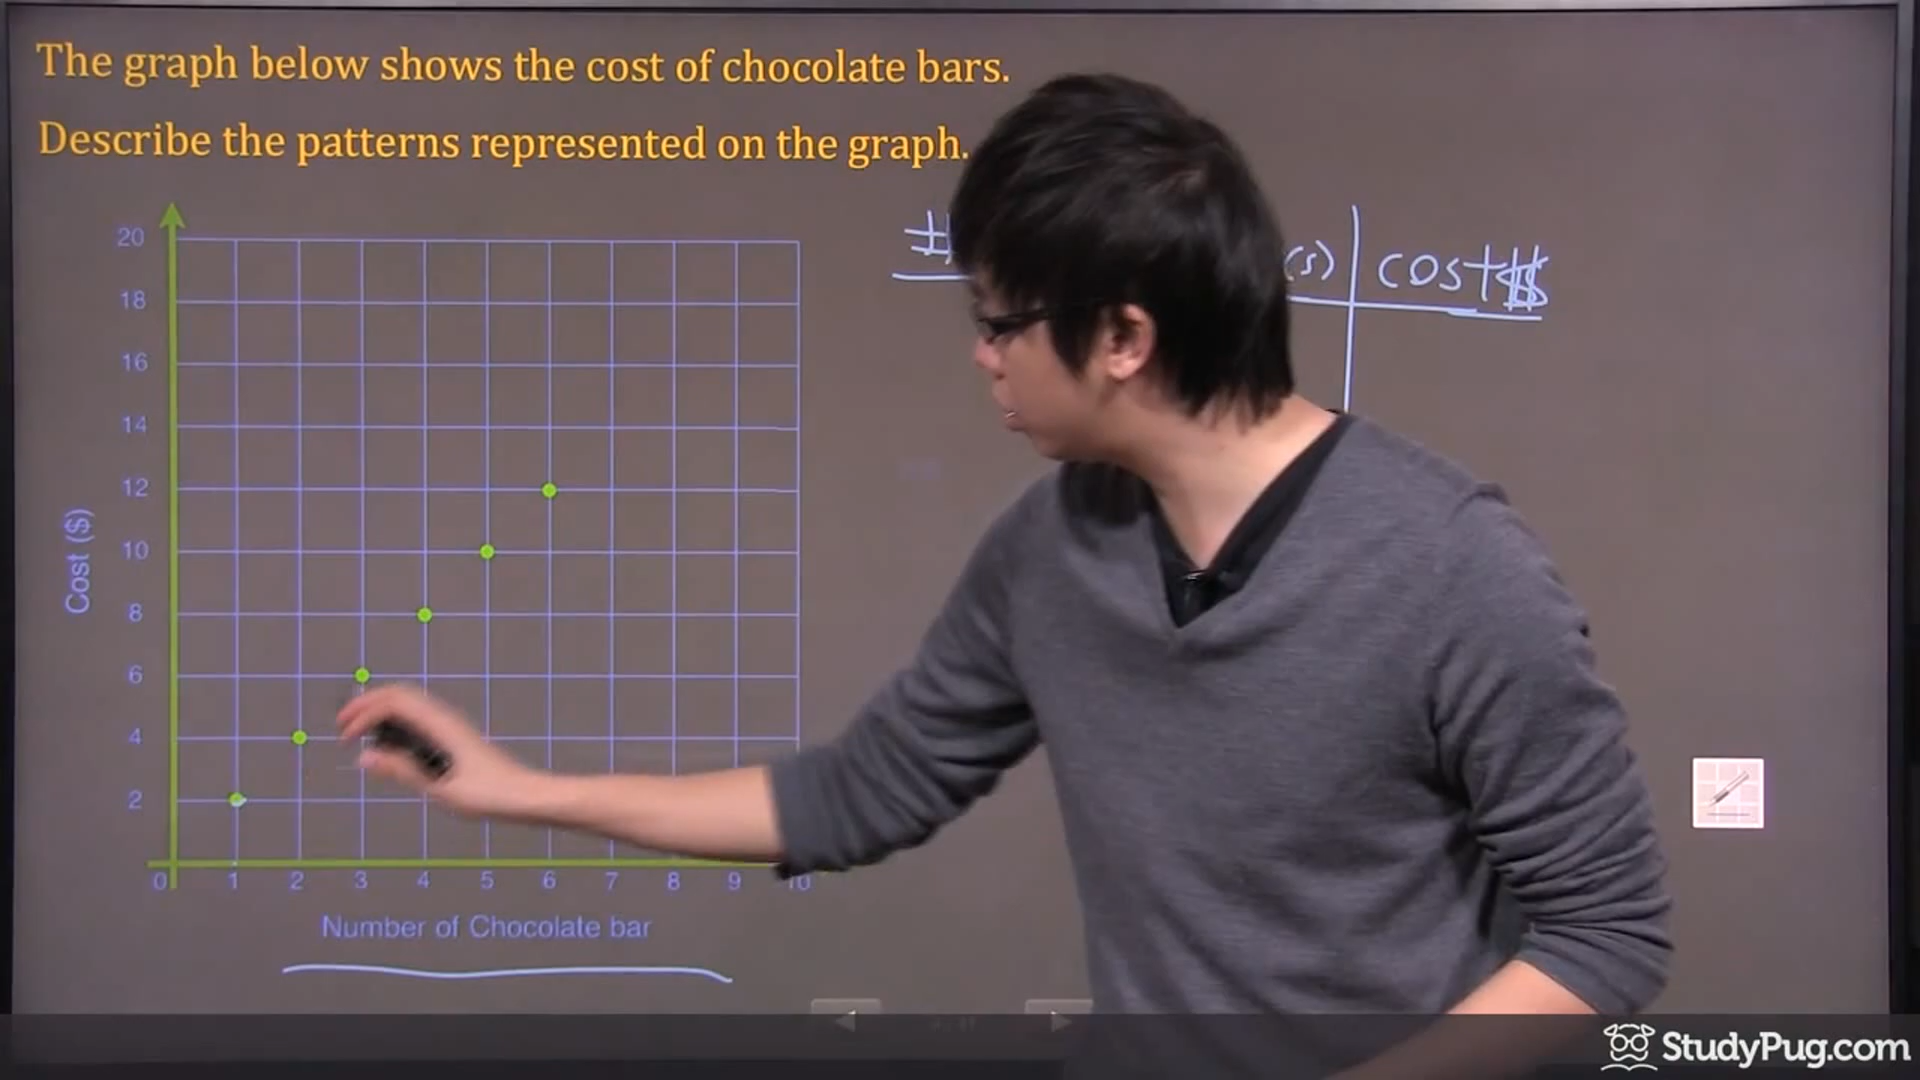 The graph below shows the cost of chocolate bars.
Describe the patterns represented on the graph.
# (s) cost $
20
18
16
14
12
10
8
6
4
2
Cost ($)
0 1 2 3 4 5 6 7 8 9 10
Number of Chocolate bar
StudyPug.com